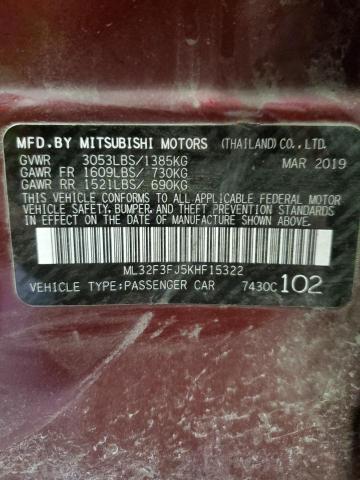 MFD.BY MITSUBISHI MOTORS (THAILAND) CO., LTD.
GVWR 3053LBS/1385KG MAR 2019
GAWR FR 1609LBS/ 730KG
GAWR RR 1521LBS/ 690KG
THIS VEHICLE CONFORMS TO ALL APPLICABLE FEDERAL MOTOR
VEHICLE SAFETY, BUMPER, AND THEFT PREVENTION STANDARDS
IN EFFECT ON THE DATE OF MANUFACTURE SHOWN ABOVE.
ML32F3FJ5KHF15322
VEHICLE TYPE:PASSENGER CAR 7430C 102